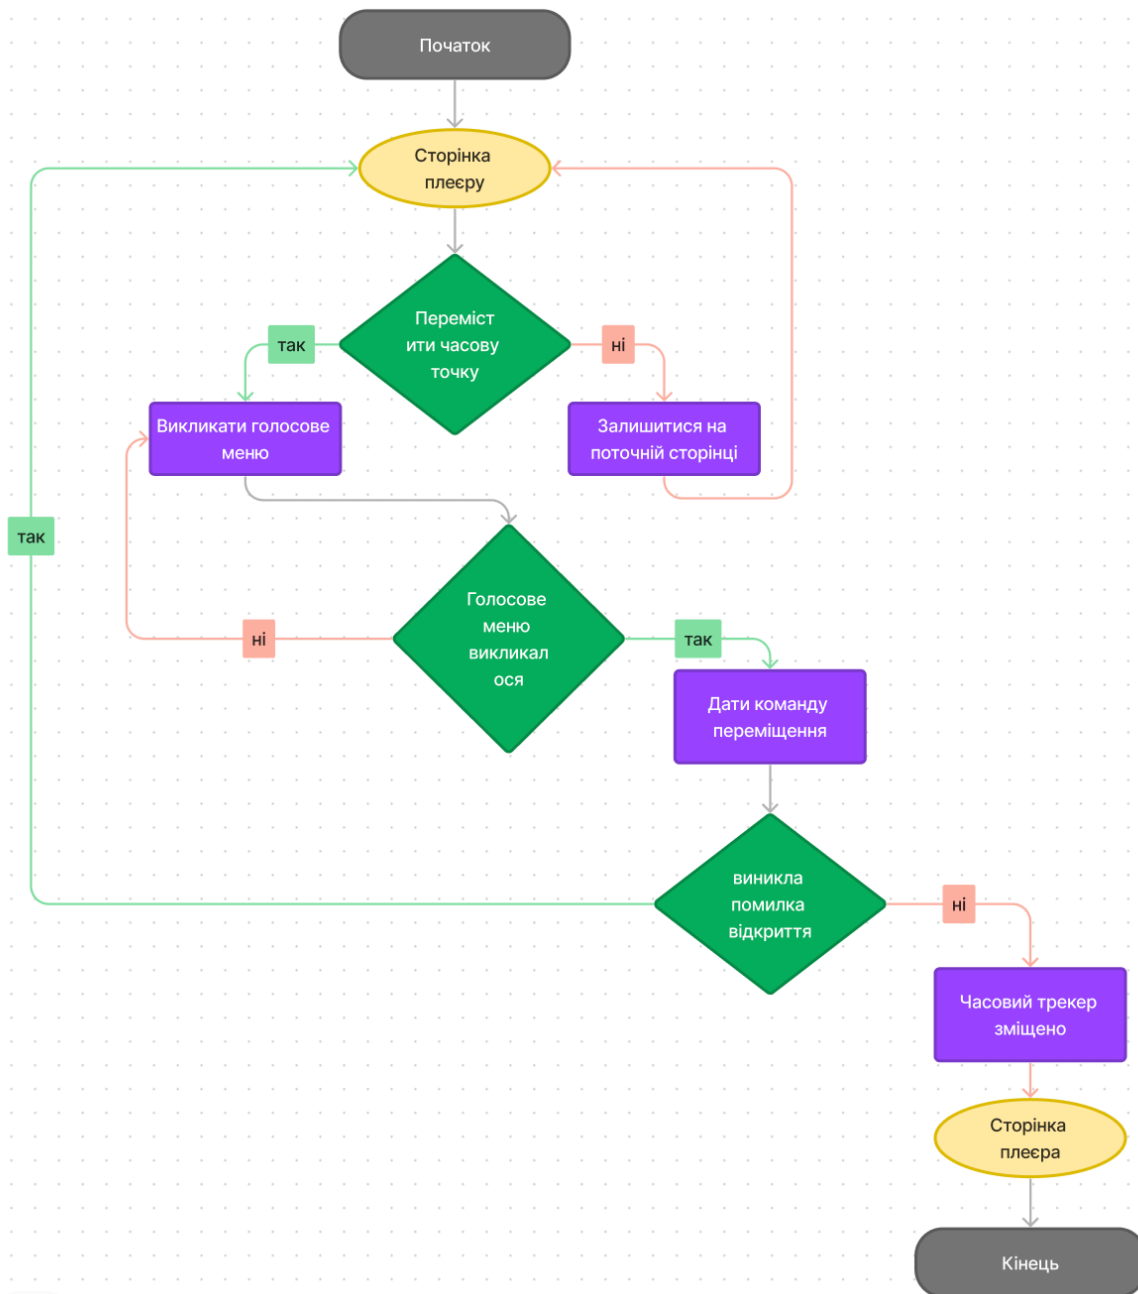 Початок
Сторінка
плеєру
Переміст
ити часову
точку
так
ні
Викликати голосове
меню
Залишитися на
поточній сторінці
так
Голосове
меню
викликал
ося
ні
так
Дати команду
переміщення
виникла
помилка
відкриття
ні
Часовий трекер
зміщено
Сторінка
плеєра
Кінець